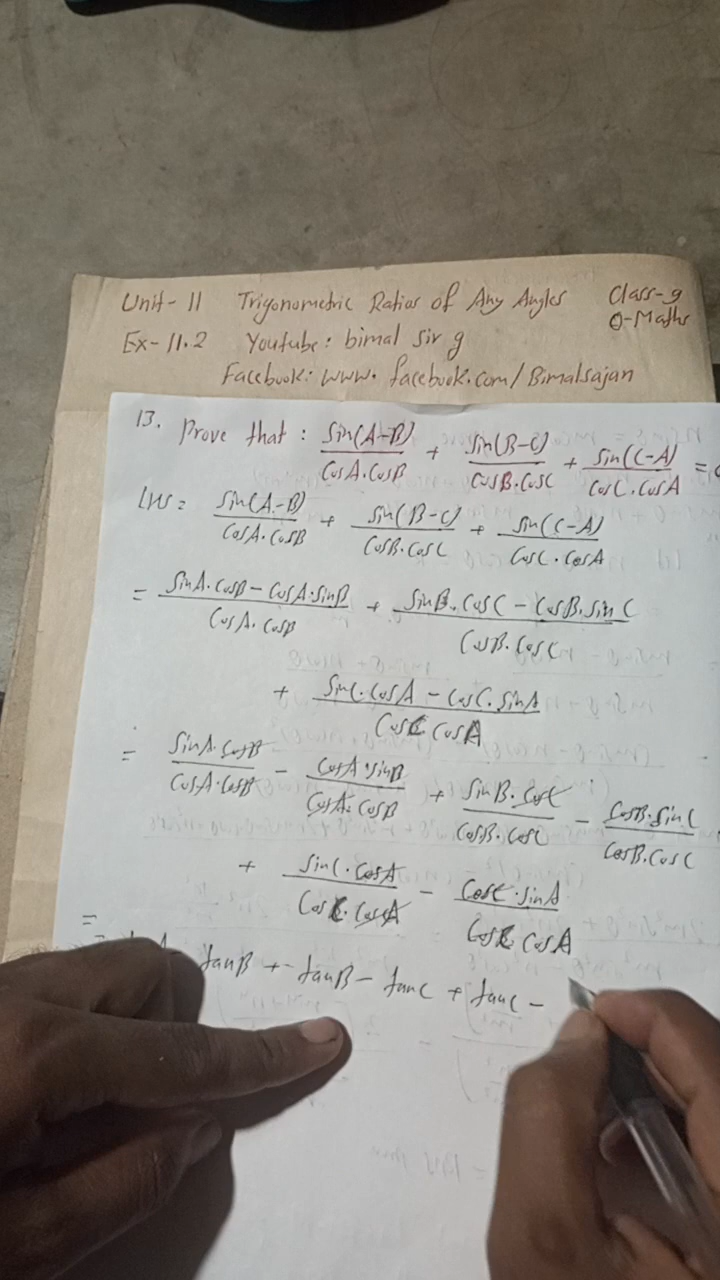 Unit-11 Trigonometric Ratios of Any Angles Class-9
O-Maths
Ex-11.2 Youtube: bimal sir g
Facebook: www.facebook.com/Bimalsajan
13. Prove that : Sin(A-B)/CosA.CosB + Sin(B-C)/CosB.CosC + Sin(C-A)/CosC.CosA =
LHS = Sin(A-B)/CosA.CosB + Sin(B-C)/CosB.CosC + Sin(C-A)/CosC.CosA
= SinA.CosB - CosA.SinB/CosA.CosB + SinB.CosC - CosB.SinC/CosB.CosC
+ SinC.CosA - CosC.SinA/CosC CosA
= SinA.CosB/CosA.CosB - CosA.SinB/CosA.CosB + SinB.CosC/CosB.CosC - CosB.SinC/CosB.CosC
+ SinC.CosA/CosC.CosA - CosC.SinA/CosC CosA
=
= tanB + tanB - tanC + tanC -